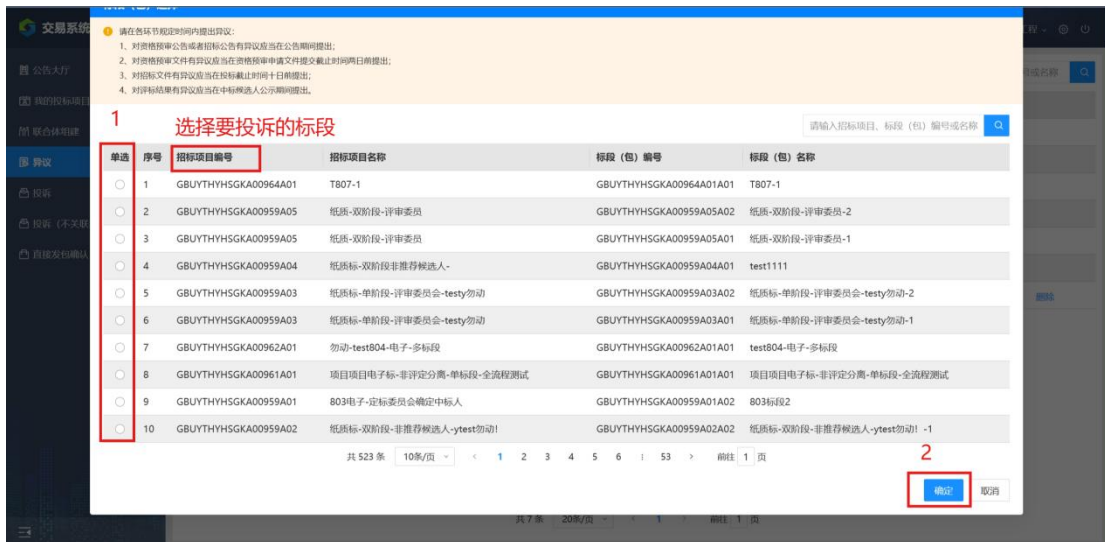 交易系统
请在各环节规定时间内提出异议:
1、对资格预审公告或者招标公告有异议应当在公告期间提出;
2、对资格预审文件有异议应当在资格预审申请文件提交截止时间两日前提出;
3、对招标文件有异议应当在投标截止时间十日前提出;
4、对评标结果有异议应当在中标候选人公示期间提出。
公告大厅
我的投标项目
联合体组建
异议
投诉
投诉（不关联
直接发包确认
1
选择要投诉的标段
请输入招标项目、标段（包）编号或名称
单选 序号 招标项目编号 招标项目名称 标段（包）编号 标段（包）名称
1 GBUYTHYHSGKA00964A01 T807-1 GBUYTHYHSGKA00964A01A01 T807-1
2 GBUYTHYHSGKA00959A05 纸质-双阶段-评审委员 GBUYTHYHSGKA00959A05A02 纸质-双阶段-评审委员-2
3 GBUYTHYHSGKA00959A05 纸质-双阶段-评审委员 GBUYTHYHSGKA00959A05A01 纸质-双阶段-评审委员-1
4 GBUYTHYHSGKA00959A04 纸质标-双阶段非推荐候选人- GBUYTHYHSGKA00959A04A01 test1111
5 GBUYTHYHSGKA00959A03 纸质标-单阶段-评审委员会-testy勿动 GBUYTHYHSGKA00959A03A02 纸质标-单阶段-评审委员会-testy勿动-2
6 GBUYTHYHSGKA00959A03 纸质标-单阶段-评审委员会-testy勿动 GBUYTHYHSGKA00959A03A01 纸质标-单阶段-评审委员会-testy勿动-1
7 GBUYTHYHSGKA00962A01 勿动-test804-电子-多标段 GBUYTHYHSGKA00962A01A01 test804-电子-多标段
8 GBUYTHYHSGKA00961A01 项目项目电子标-非评定分离-单标段-全流程测试 GBUYTHYHSGKA00961A01A01 项目项目电子标-非评定分离-单标段-全流程测试
9 GBUYTHYHSGKA00959A01 803电子-定标委员会确定中标人 GBUYTHYHSGKA00959A01A02 803标段2
10 GBUYTHYHSGKA00959A02 纸质标-双阶段-非推荐候选人-ytest勿动! GBUYTHYHSGKA00959A02A02 纸质标-双阶段-非推荐候选人-ytest勿动! -1
共 523 条 10条/页 < 1 2 3 4 5 6 ⁝ 53 > 前往 1 页
2
确定 取消
删除
共 7 条 20条/页 < 1 > 前往 1 页